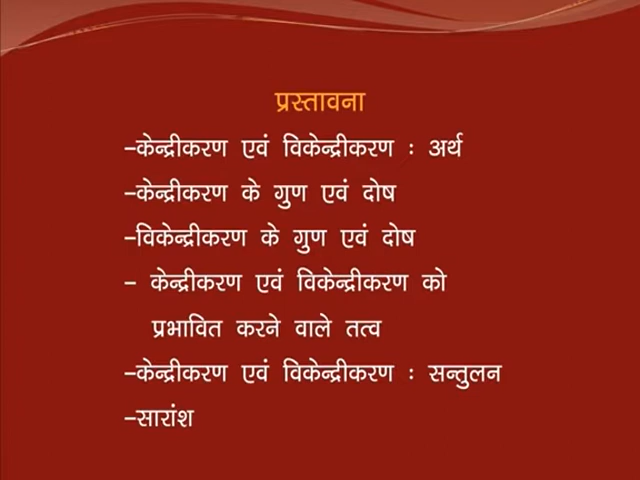 प्रस्तावना
–केन्द्रीकरण एवं विकेन्द्रीकरण : अर्थ
–केन्द्रीकरण के गुण एवं दोष
–विकेन्द्रीकरण के गुण एवं दोष
– केन्द्रीकरण एवं विकेन्द्रीकरण को
प्रभावित करने वाले तत्व
–केन्द्रीकरण एवं विकेन्द्रीकरण : सन्तुलन
–सारांश